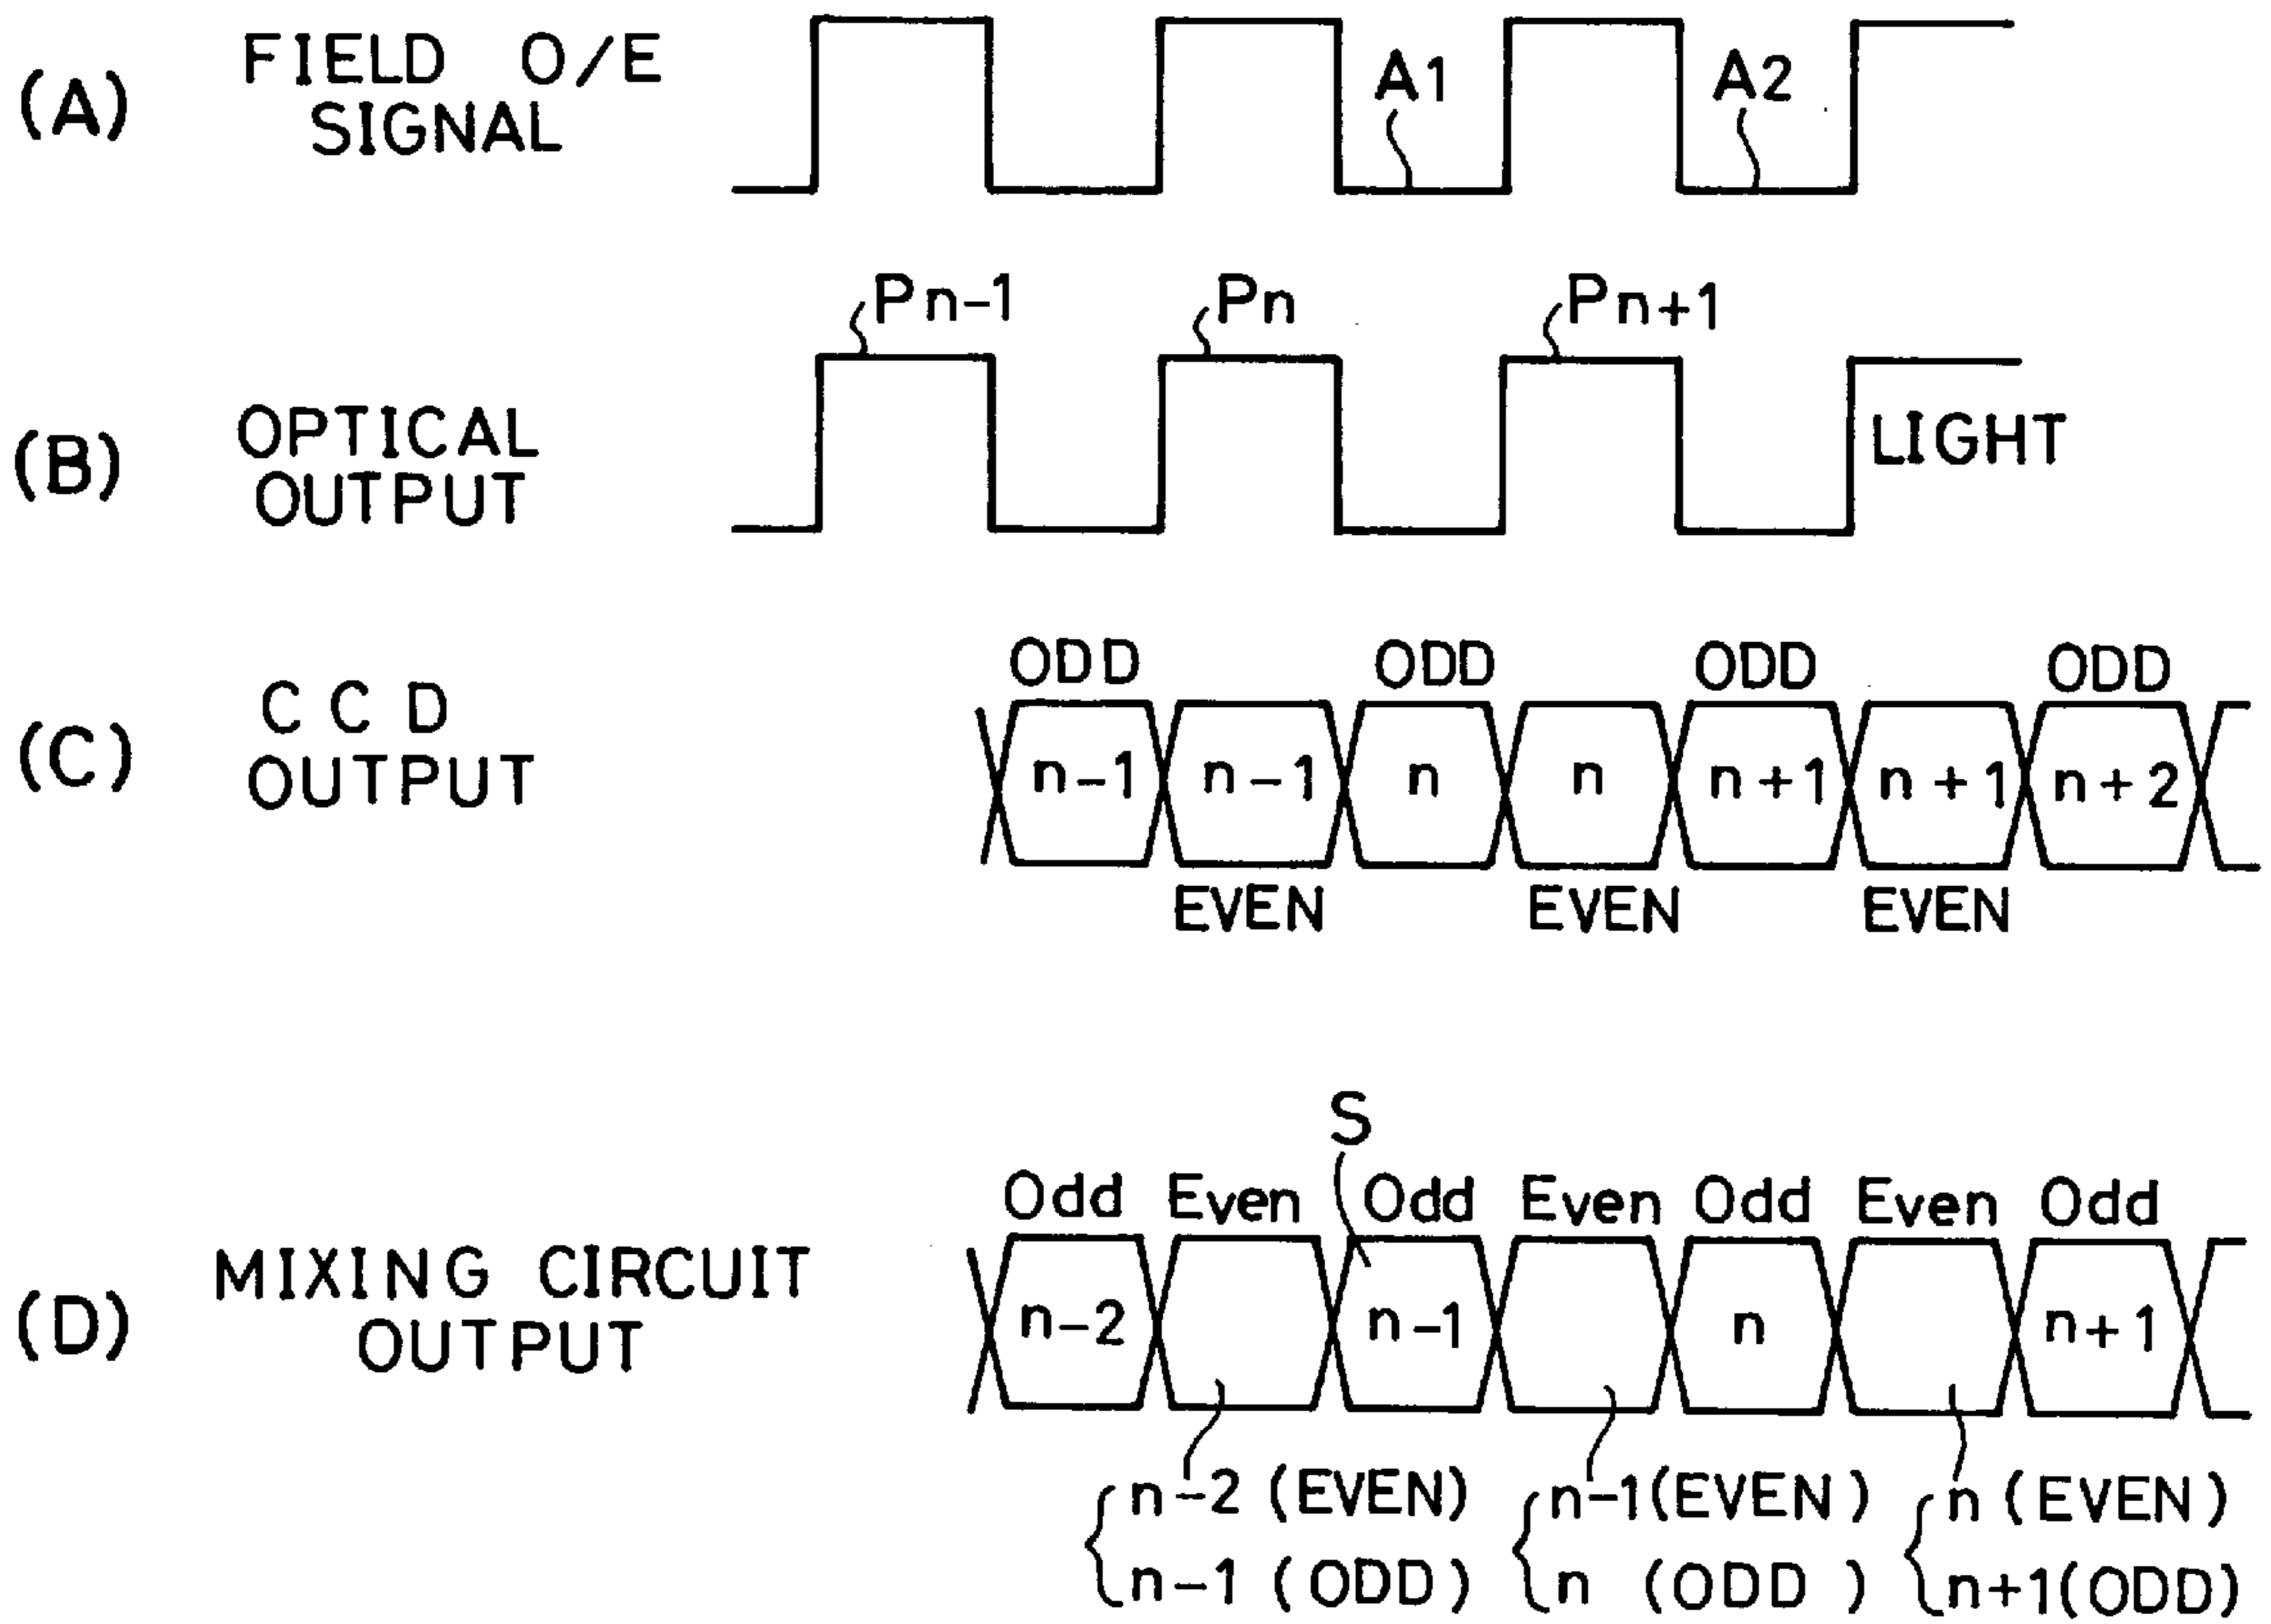 (A) FIELD O/E
SIGNAL
A1 A2
Pn-1 Pn Pn+1
(B) OPTICAL
OUTPUT
LIGHT
ODD ODD ODD ODD
(C) CCD
OUTPUT
n-1 n-1 n n n+1 n+1 n+2
EVEN EVEN EVEN
S
Odd Even Odd Even Odd Even Odd
(D) MIXING CIRCUIT
OUTPUT
n-2 n-1 n n+1
n-2 (EVEN) n-1(EVEN) n (EVEN)
n-1 (ODD) n (ODD) n+1(ODD)